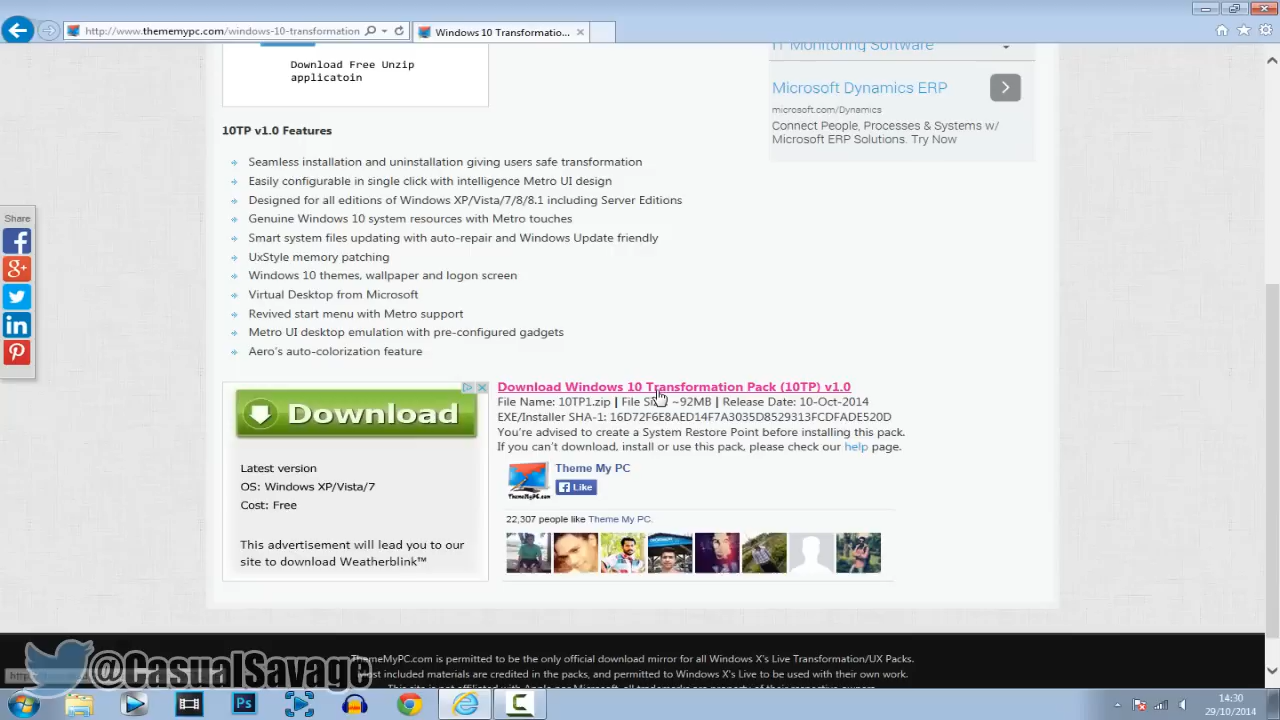 http://www.thememypc.com/windows-10-transformation
Windows 10 Transformatio...
Download Free Unzip
applicatoin
IT Monitoring Software
Microsoft Dynamics ERP
microsoft.com/Dynamics
Connect People, Processes & Systems w/
Microsoft ERP Solutions. Try Now
10TP v1.0 Features
Seamless installation and uninstallation giving users safe transformation
Easily configurable in single click with intelligence Metro UI design
Designed for all editions of Windows XP/Vista/7/8/8.1 including Server Editions
Genuine Windows 10 system resources with Metro touches
Smart system files updating with auto-repair and Windows Update friendly
UxStyle memory patching
Windows 10 themes, wallpaper and logon screen
Virtual Desktop from Microsoft
Revived start menu with Metro support
Metro UI desktop emulation with pre-configured gadgets
Aero's auto-colorization feature
Share
Download
Latest version
OS: Windows XP/Vista/7
Cost: Free
This advertisement will lead you to our
site to download Weatherblink™
Download Windows 10 Transformation Pack (10TP) v1.0
File Name: 10TP1.zip | File Size: ~92MB | Release Date: 10-Oct-2014
EXE/Installer SHA-1: 16D72F6E8AED14F7A3035D8529313FCDFADE520D
You're advised to create a System Restore Point before installing this pack.
If you can't download, install or use this pack, please check our help page.
Theme My PC
Like
ThemeMyPC.com
22,307 people like Theme My PC.
@CasualSavage
ThemeMyPC.com is permitted to be the only official download mirror for all Windows X's Live Transformation/UX Packs.
Most included materials are credited in the packs, and permitted to Windows X's Live to be used with their own work.
14:30
29/10/2014